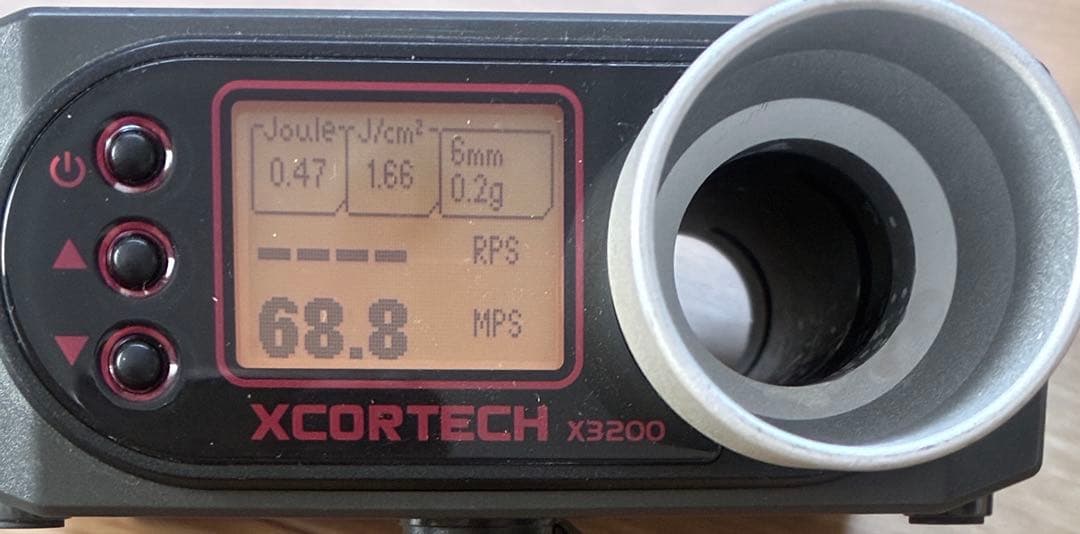 Joule J/cm² 6mm
0.47 1.66 0.2g
---- RPS
68.8 MPS
XCORTECH X3200